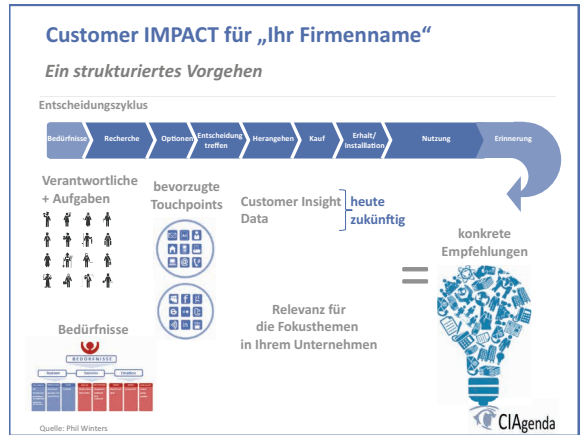 Customer IMPACT für „Ihr Firmenname“
Ein strukturiertes Vorgehen
Entscheidungszyklus
Bedürfnisse
Recherche
Optionen
Entscheidung
treffen
Herangehen
Kauf
Erhalt/
Installation
Nutzung
Erinnerung
Verantwortliche
+ Aufgaben
bevorzugte
Touchpoints
Customer Insight
Data
heute
zukünftig
konkrete
Empfehlungen
=
Relevanz für
die Fokusthemen
in Ihrem Unternehmen
Bedürfnisse
BEDÜRFNISSE
CIAgenda
Quelle: Phil Winters